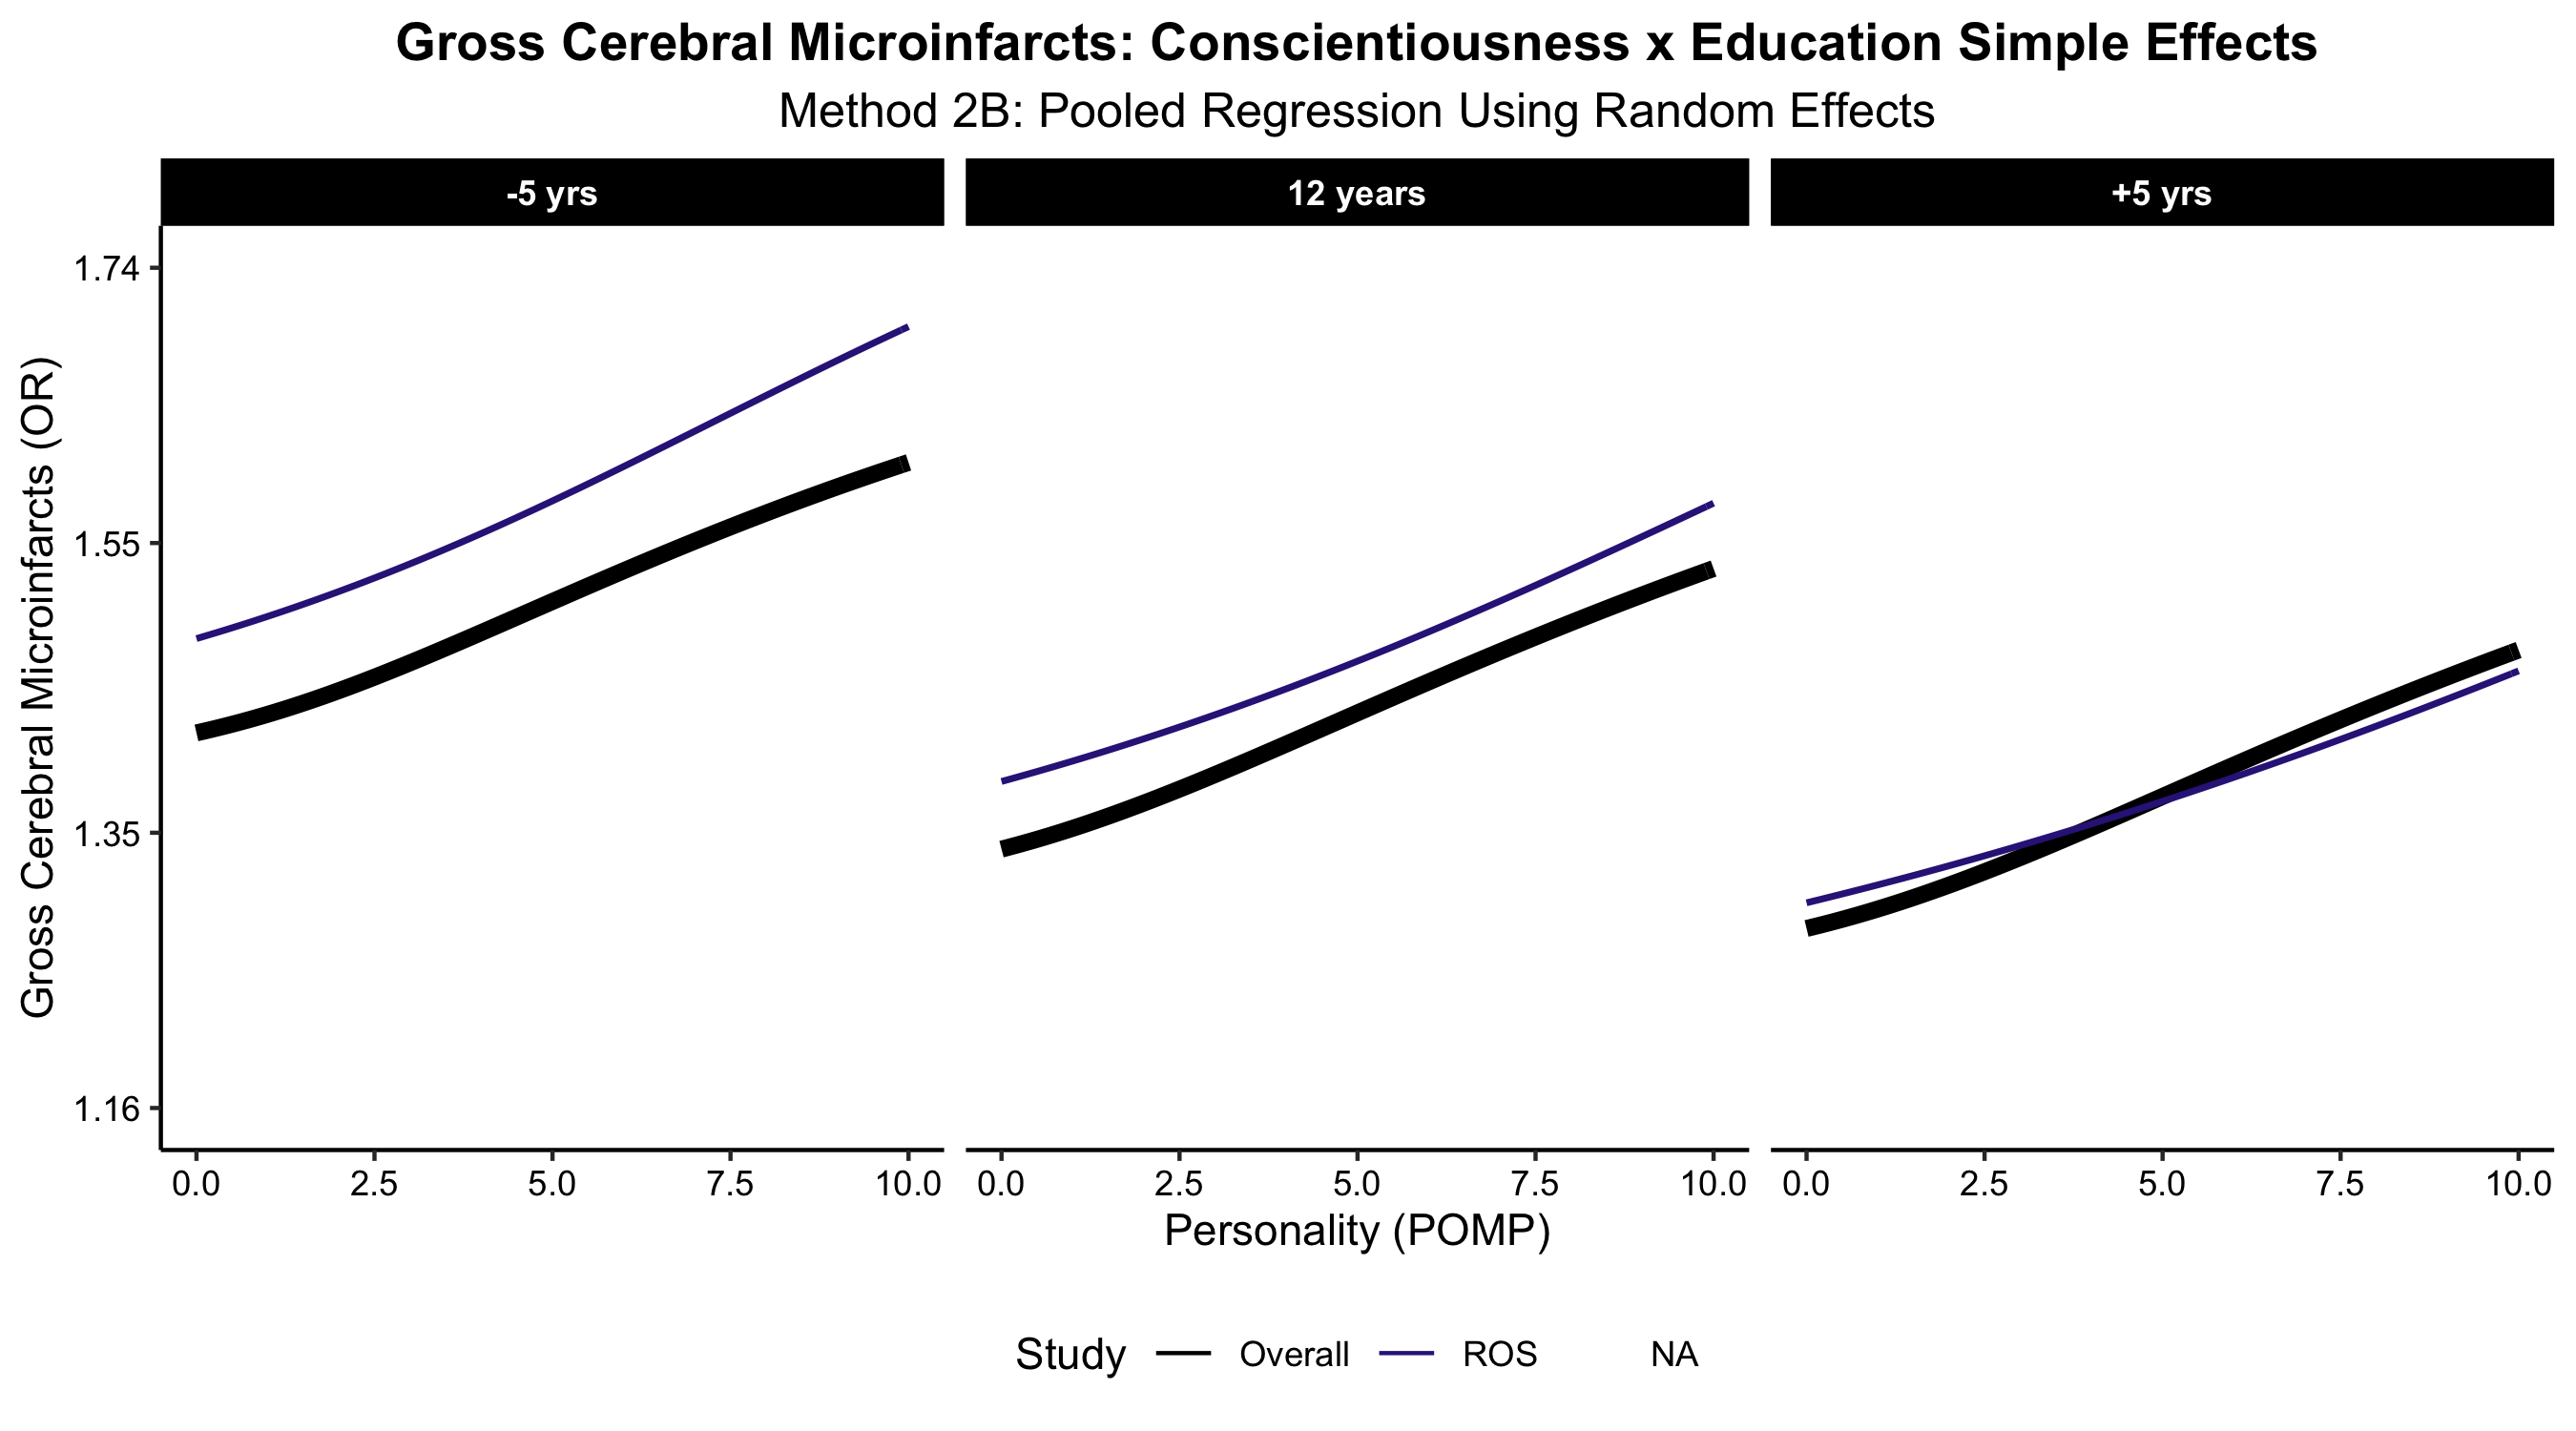 Gross Cerebral Microinfarcts: Conscientiousness x Education Simple Effects
Method 2B: Pooled Regression Using Random Effects
-5 yrs
12 years
+5 yrs
Gross Cerebral Microinfarcts (OR)
1.74
1.55
1.35
1.16
0.0 2.5 5.0 7.5 10.0
0.0 2.5 5.0 7.5 10.0
0.0 2.5 5.0 7.5 10.0
Personality (POMP)
Study Overall ROS NA